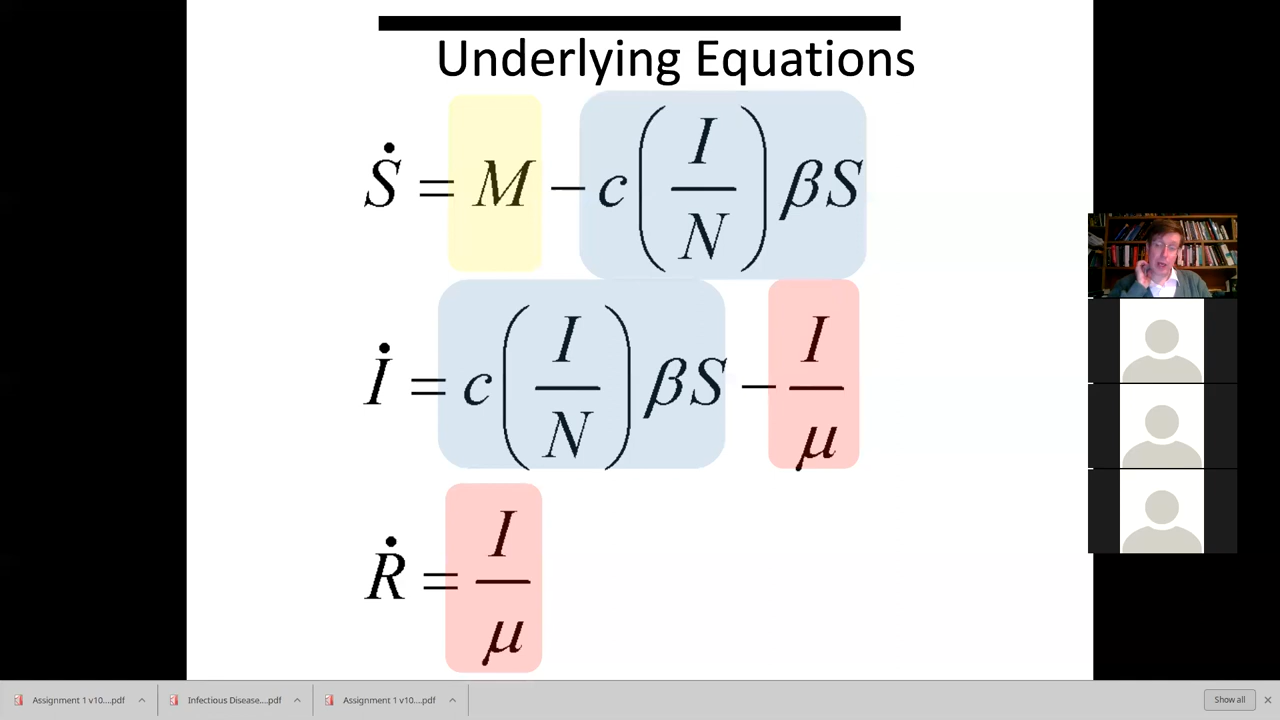 Underlying Equations
Ṡ = M − c(I/N)βS
İ = c(I/N)βS − I/μ
Ṙ = I/μ
Assignment 1 v10....pdf
Infectious Disease....pdf
Assignment 1 v10....pdf
Show all